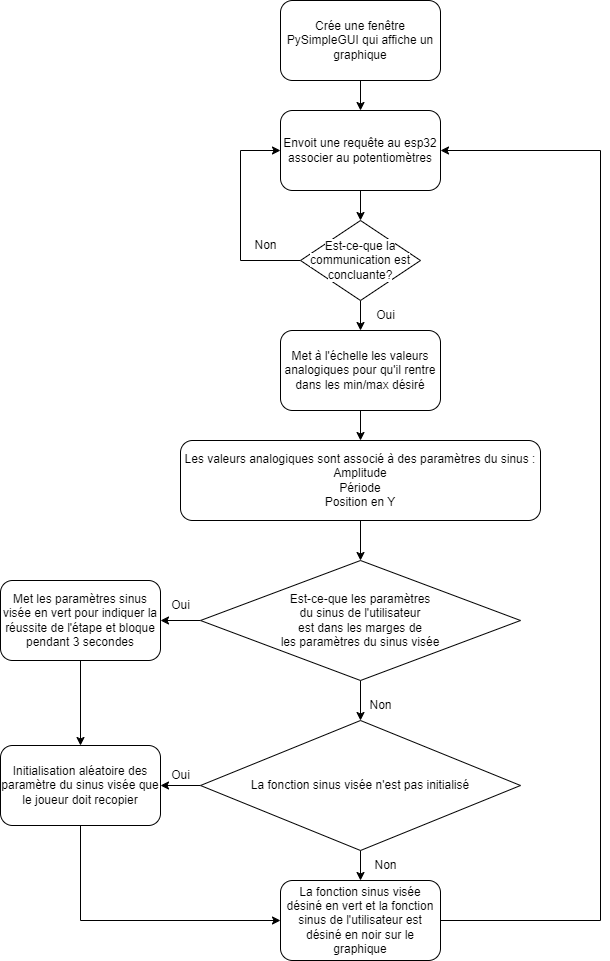 Crée une fenêtre
PySimpleGUI qui affiche un
graphique
Envoit une requête au esp32
associer au potentiomètres
Non
Est-ce-que la
communication est
concluante?
Oui
Met à l'échelle les valeurs
analogiques pour qu'il rentre
dans les min/max désiré
Les valeurs analogiques sont associé à des paramètres du sinus :
Amplitude
Période
Position en Y
Est-ce-que les paramètres
du sinus de l'utilisateur
est dans les marges de
les paramètres du sinus visée
Oui
Met les paramètres sinus
visée en vert pour indiquer la
réussite de l'étape et bloque
pendant 3 secondes
Non
La fonction sinus visée n'est pas initialisé
Oui
Initialisation aléatoire des
paramètre du sinus visée que
le joueur doit recopier
Non
La fonction sinus visée
désiné en vert et la fonction
sinus de l'utilisateur est
désiné en noir sur le
graphique